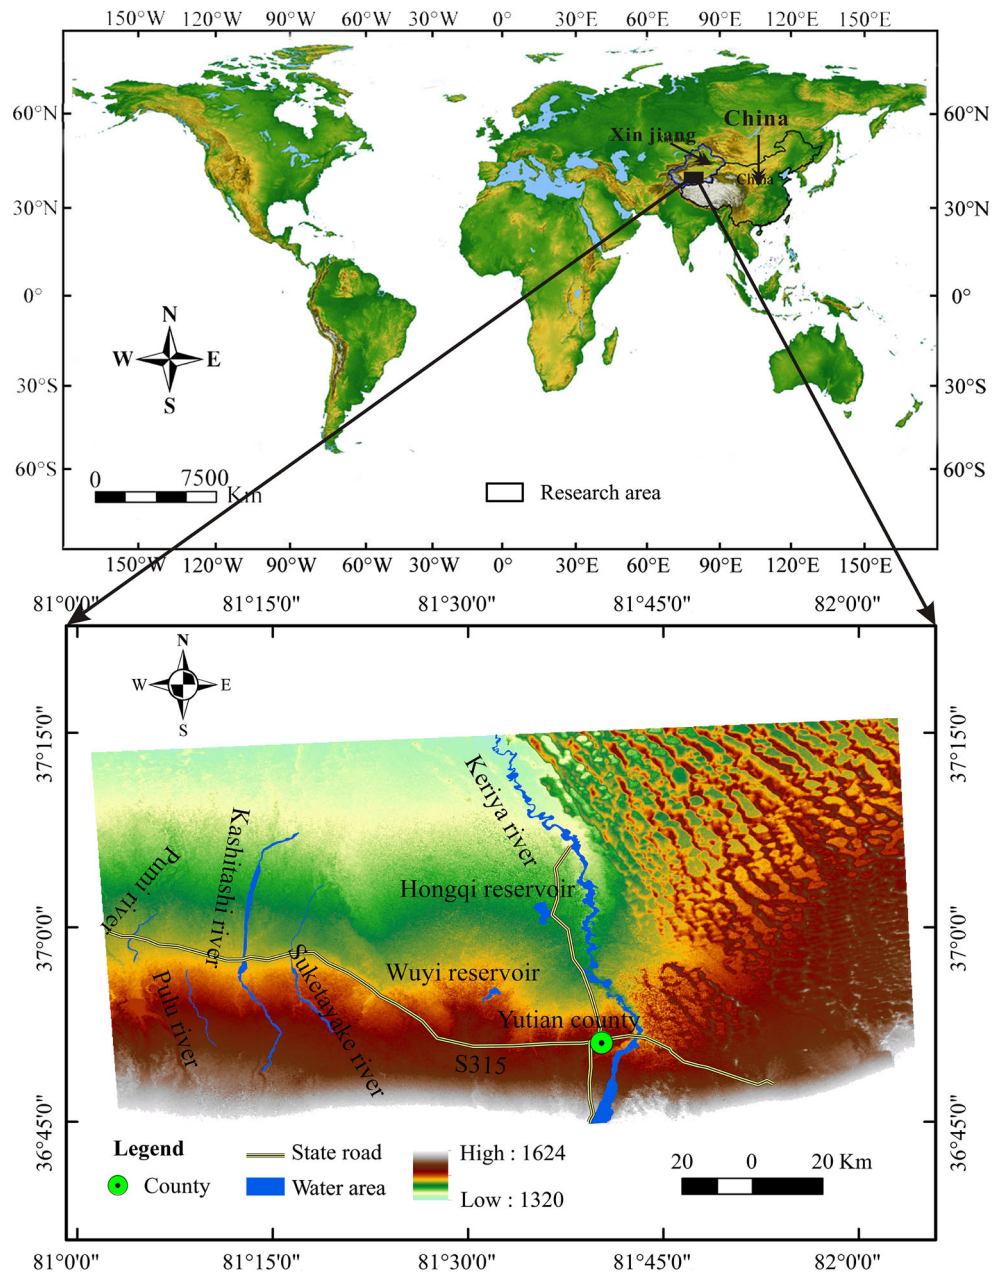 150°W 120°W 90°W 60°W 30°W 0° 30°E 60°E 90°E 120°E 150°E
60°N 60°N
China
Xin jiang
China
30°N 30°N
0° 0°
N
W E
S
30°S 30°S
60°S 60°S
0 7500
Km
Research area
150°W 120°W 90°W 60°W 30°W 0° 30°E 60°E 90°E 120°E 150°E
81°0'0" 81°15'0" 81°30'0" 81°45'0" 82°0'0"
N
W E
S
37°15'0" 37°15'0"
Keriya river
Kashitashi river
Pumi river
Hongqi reservoir
37°0'0" 37°0'0"
Suketayake river
Wuyi reservoir
Pulu river
Yutian county
S315
36°45'0" 36°45'0"
Legend
State road
High : 1624
County
Water area
Low : 1320
20 0 20 Km
81°0'0" 81°15'0" 81°30'0" 81°45'0" 82°0'0"